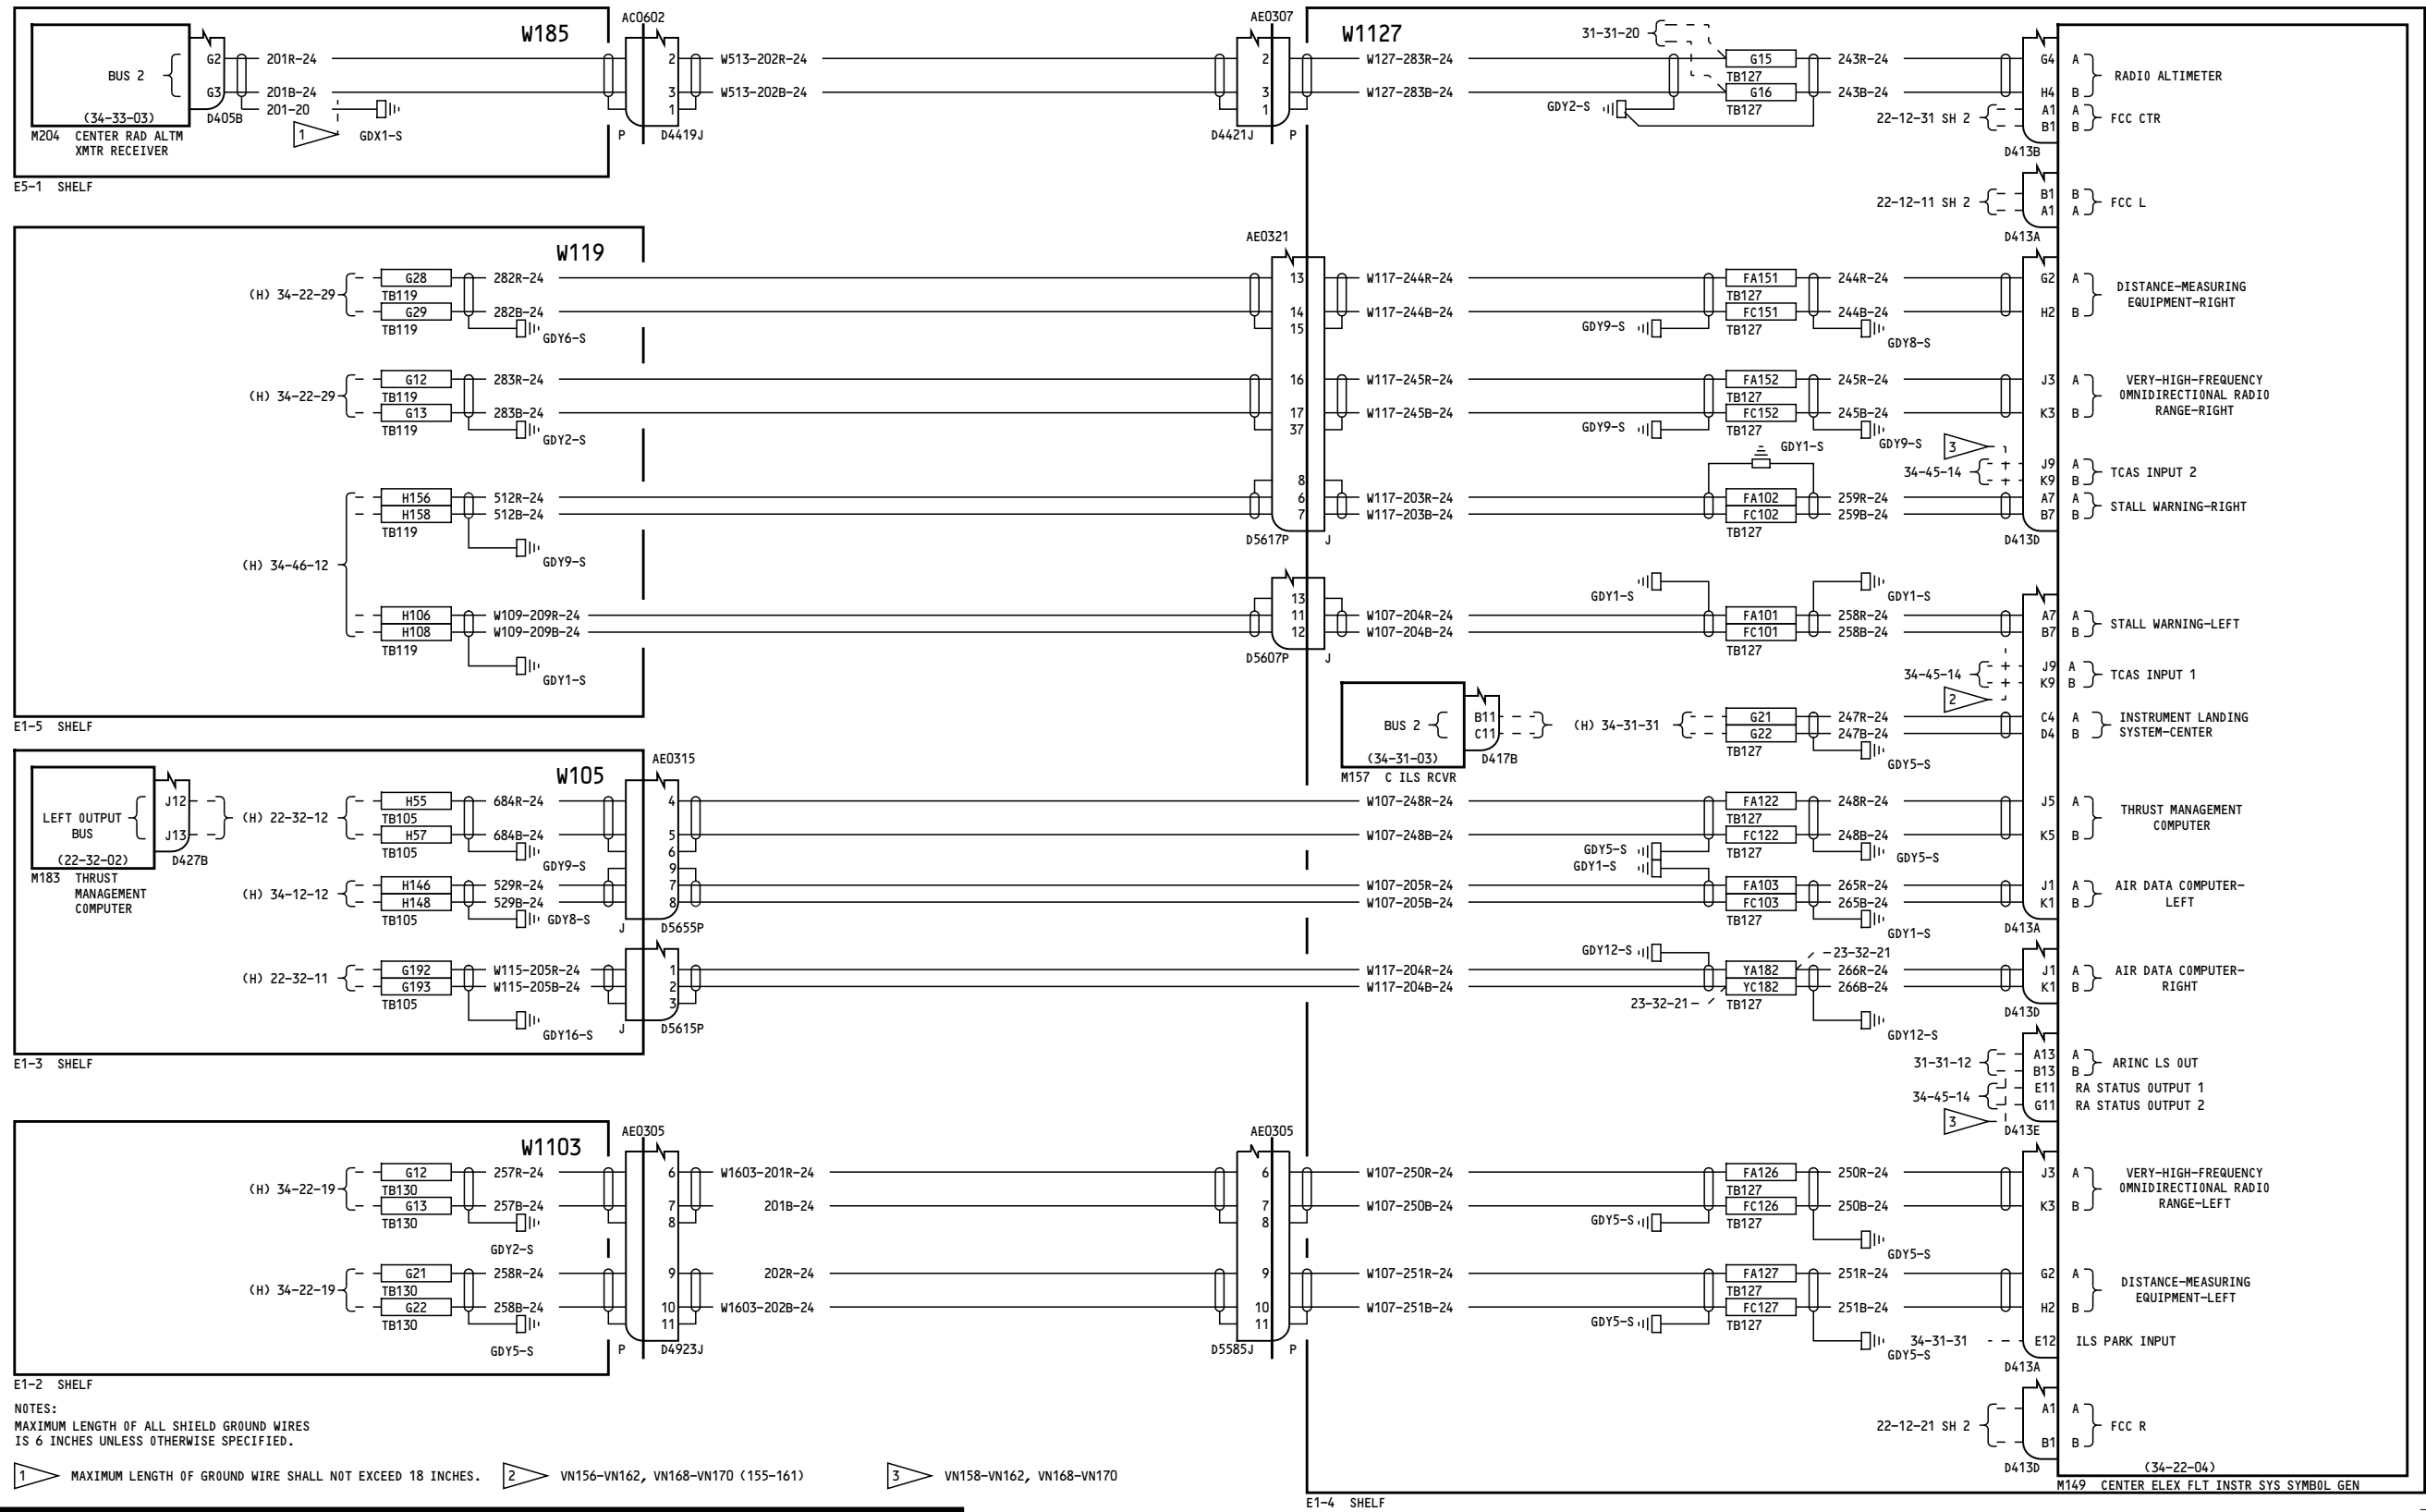 W185
AC0602
AE0307
W1127
31-31-20
BUS 2
G2
201R-24
2
W513-202R-24
2
W127-283R-24
G15
TB127
243R-24
G4
A
RADIO ALTIMETER
G3
201B-24
3
W513-202B-24
3
W127-283B-24
G16
TB127
243B-24
H4
B
201-20
1
1
GDY2-S
(34-33-03)
D405B
M204 CENTER RAD ALTM
XMTR RECEIVER
1
GDX1-S
P
D4419J
D4421J
P
22-12-31 SH 2
A1
A
FCC CTR
B1
B
D413B
E5-1 SHELF
22-12-11 SH 2
B1
B
FCC L
A1
A
D413A
W119
AE0321
(H) 34-22-29
G28
TB119
282R-24
13
W117-244R-24
FA151
TB127
244R-24
G2
A
DISTANCE-MEASURING
EQUIPMENT-RIGHT
G29
TB119
282B-24
14
W117-244B-24
FC151
TB127
244B-24
H2
B
GDY6-S
15
GDY9-S
GDY8-S
(H) 34-22-29
G12
TB119
283R-24
16
W117-245R-24
FA152
TB127
245R-24
J3
A
VERY-HIGH-FREQUENCY
OMNIDIRECTIONAL RADIO
RANGE-RIGHT
G13
TB119
283B-24
17
W117-245B-24
FC152
TB127
245B-24
K3
B
GDY2-S
37
GDY9-S
GDY9-S
GDY1-S
3
34-45-14
J9
A
TCAS INPUT 2
K9
B
8
H156
512R-24
6
W117-203R-24
FA102
259R-24
A7
A
STALL WARNING-RIGHT
H158
512B-24
7
W117-203B-24
FC102
259B-24
B7
B
TB119
TB127
D5617P
J
D413D
GDY9-S
(H) 34-46-12
GDY1-S
GDY1-S
13
H106
W109-209R-24
11
W107-204R-24
FA101
258R-24
A7
A
STALL WARNING-LEFT
H108
W109-209B-24
12
W107-204B-24
FC101
258B-24
B7
B
TB119
TB127
D5607P
J
GDY1-S
34-45-14
J9
A
TCAS INPUT 1
K9
B
2
E1-5 SHELF
BUS 2
B11
C11
(34-31-03)
D417B
M157 C ILS RCVR
(H) 34-31-31
G21
247R-24
C4
A
INSTRUMENT LANDING
SYSTEM-CENTER
G22
247B-24
D4
B
TB127
GDY5-S
W105
AE0315
LEFT OUTPUT
BUS
J12
J13
(22-32-02)
D427B
M183 THRUST
MANAGEMENT
COMPUTER
(H) 22-32-12
H55
TB105
684R-24
4
W107-248R-24
FA122
TB127
248R-24
J5
A
THRUST MANAGEMENT
COMPUTER
H57
TB105
684B-24
5
W107-248B-24
FC122
TB127
248B-24
K5
B
6
GDY9-S
GDY5-S
GDY5-S
9
GDY1-S
(H) 34-12-12
H146
529R-24
7
W107-205R-24
FA103
265R-24
J1
A
AIR DATA COMPUTER-
LEFT
H148
529B-24
8
W107-205B-24
FC103
265B-24
K1
B
TB105
GDY8-S
J
D5655P
TB127
GDY1-S
D413A
GDY12-S
23-32-21
(H) 22-32-11
G192
W115-205R-24
1
W117-204R-24
YA182
266R-24
J1
A
AIR DATA COMPUTER-
RIGHT
G193
W115-205B-24
2
W117-204B-24
YC182
266B-24
K1
B
TB105
3
23-32-21
TB127
D413D
GDY16-S
J
D5615P
GDY12-S
E1-3 SHELF
31-31-12
A13
A
ARINC LS OUT
B13
B
34-45-14
E11
RA STATUS OUTPUT 1
G11
RA STATUS OUTPUT 2
3
D413E
W1103
AE0305
AE0305
(H) 34-22-19
G12
TB130
257R-24
6
W1603-201R-24
6
W107-250R-24
FA126
TB127
250R-24
J3
A
VERY-HIGH-FREQUENCY
OMNIDIRECTIONAL RADIO
RANGE-LEFT
G13
TB130
257B-24
7
201B-24
7
W107-250B-24
FC126
TB127
250B-24
K3
B
8
8
GDY2-S
GDY5-S
GDY5-S
(H) 34-22-19
G21
TB130
258R-24
9
202R-24
9
W107-251R-24
FA127
TB127
251R-24
G2
A
DISTANCE-MEASURING
EQUIPMENT-LEFT
G22
TB130
258B-24
10
W1603-202B-24
10
W107-251B-24
FC127
TB127
251B-24
H2
B
11
11
GDY5-S
GDY5-S
GDY5-S
P
D4923J
D5585J
P
34-31-31
E12
ILS PARK INPUT
D413A
E1-2 SHELF
22-12-21 SH 2
A1
A
FCC R
B1
B
D413D
(34-22-04)
M149 CENTER ELEX FLT INSTR SYS SYMBOL GEN
E1-4 SHELF
NOTES:
MAXIMUM LENGTH OF ALL SHIELD GROUND WIRES
IS 6 INCHES UNLESS OTHERWISE SPECIFIED.
1 MAXIMUM LENGTH OF GROUND WIRE SHALL NOT EXCEED 18 INCHES.
2 VN156-VN162, VN168-VN170 (155-161)
3 VN158-VN162, VN168-VN170